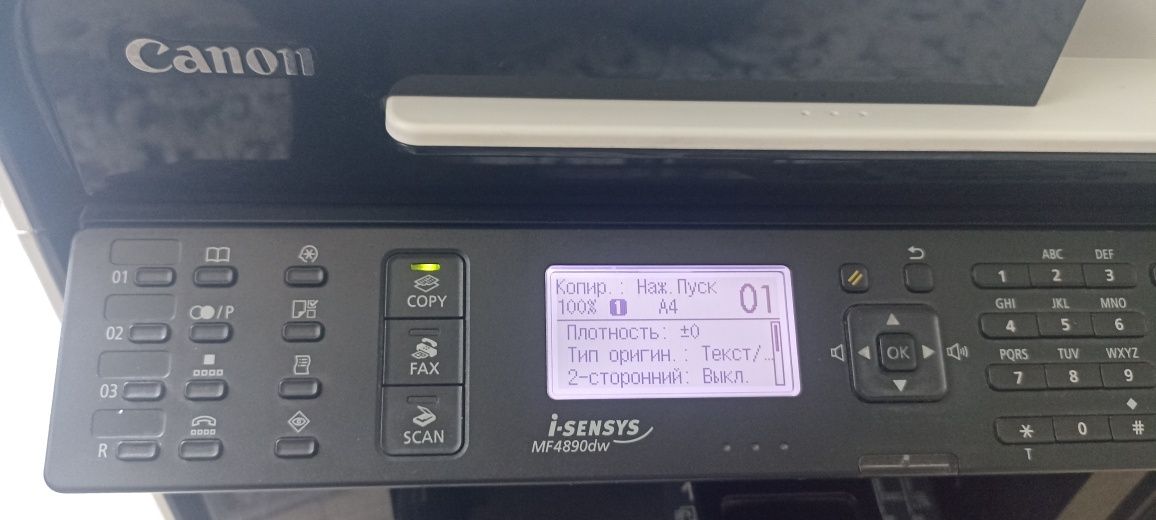 Canon
01
02
/P
03
R
COPY
FAX
SCAN
Копир. : Наж.Пуск
100% 1 A4 01
Плотность: ±0
Тип оригин. : Текст/...
2-сторонний: Выкл.
i-SENSYS
MF4890dw
OK
ABC DEF
1 2 3
GHI JKL MNO
4 5 6
PQRS TUV WXYZ
7 8 9
* 0 #
T